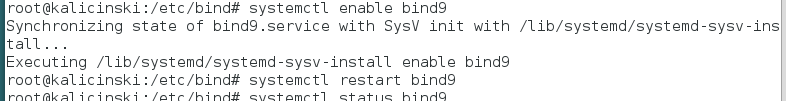 root@kalicinski:/etc/bind# systemctl enable bind9
Synchronizing state of bind9.service with SysV init with /lib/systemd/systemd-sysv-ins
tall...
Executing /lib/systemd/systemd-sysv-install enable bind9
root@kalicinski:/etc/bind# systemctl restart bind9
root@kalicinski:/etc/bind# systemctl status bind9